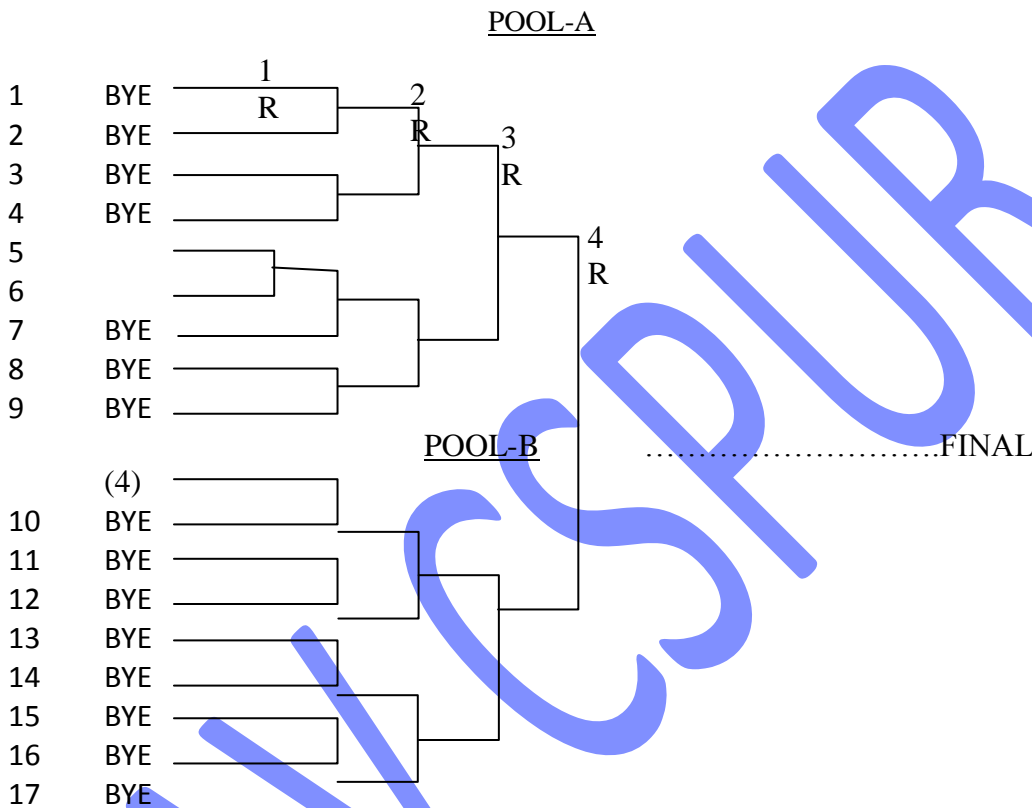 POOL-A
1 R
2 R
3 R
4 R
1 BYE
2 BYE
3 BYE
4 BYE
5
6
7 BYE
8 BYE
9 BYE
POOL-B
...........................FINAL
(4)
10 BYE
11 BYE
12 BYE
13 BYE
14 BYE
15 BYE
16 BYE
17 BYE